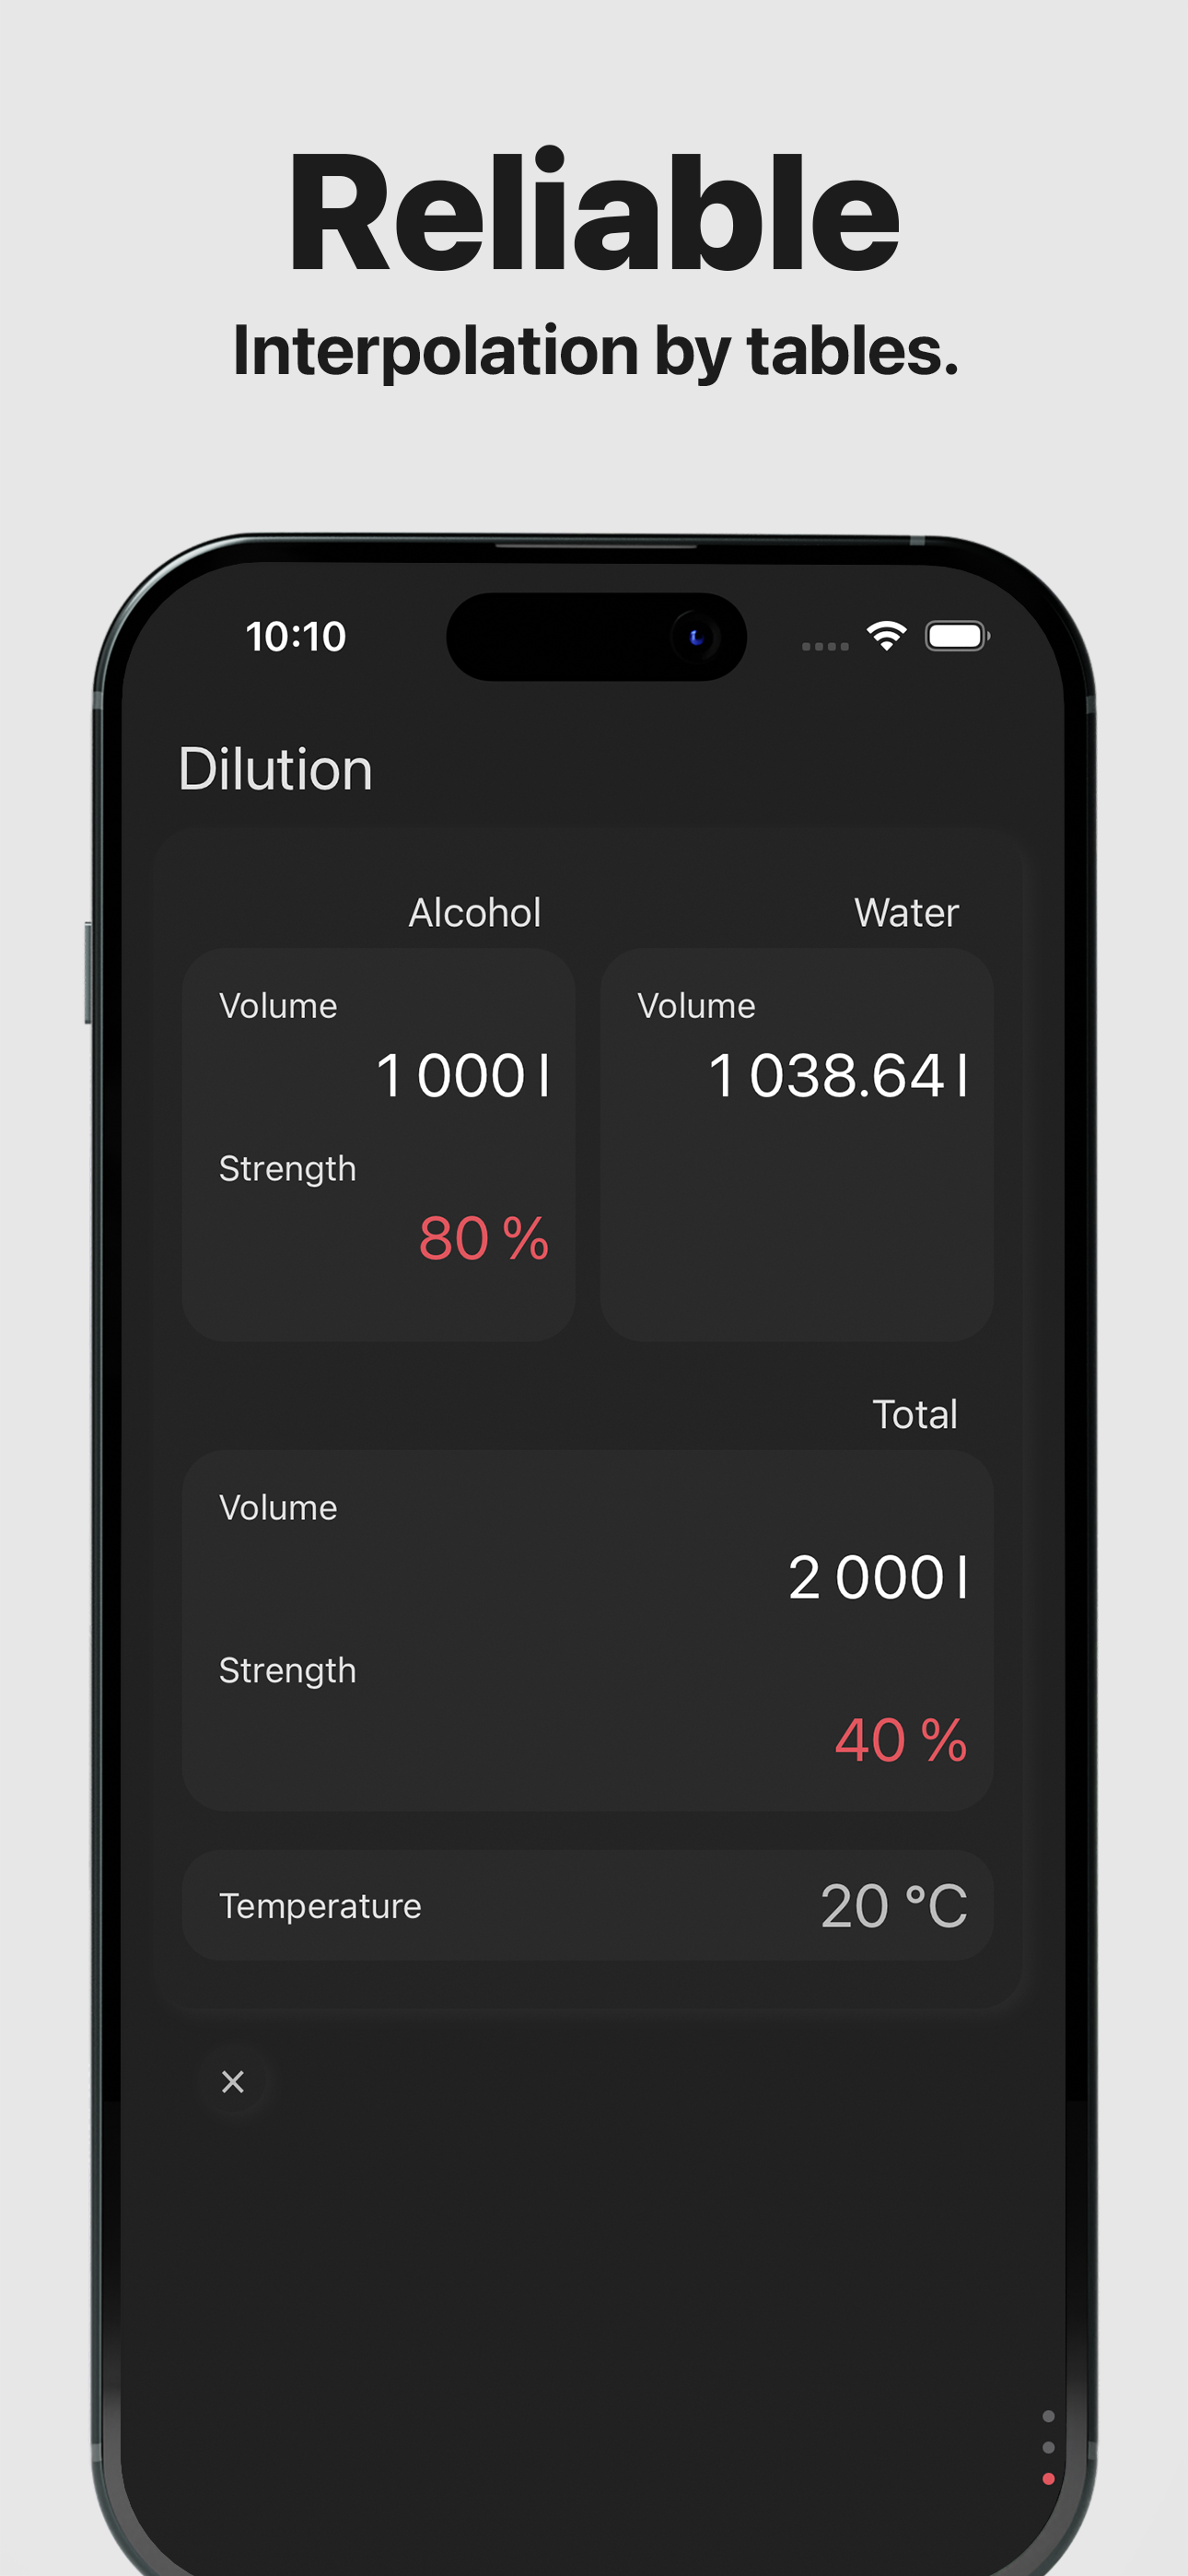 Reliable
Interpolation by tables.
10:10
Dilution
Alcohol
Water
Volume
1 000 l
Volume
1 038.64 l
Strength
80 %
Total
Volume
2 000 l
Strength
40 %
Temperature
20 °C